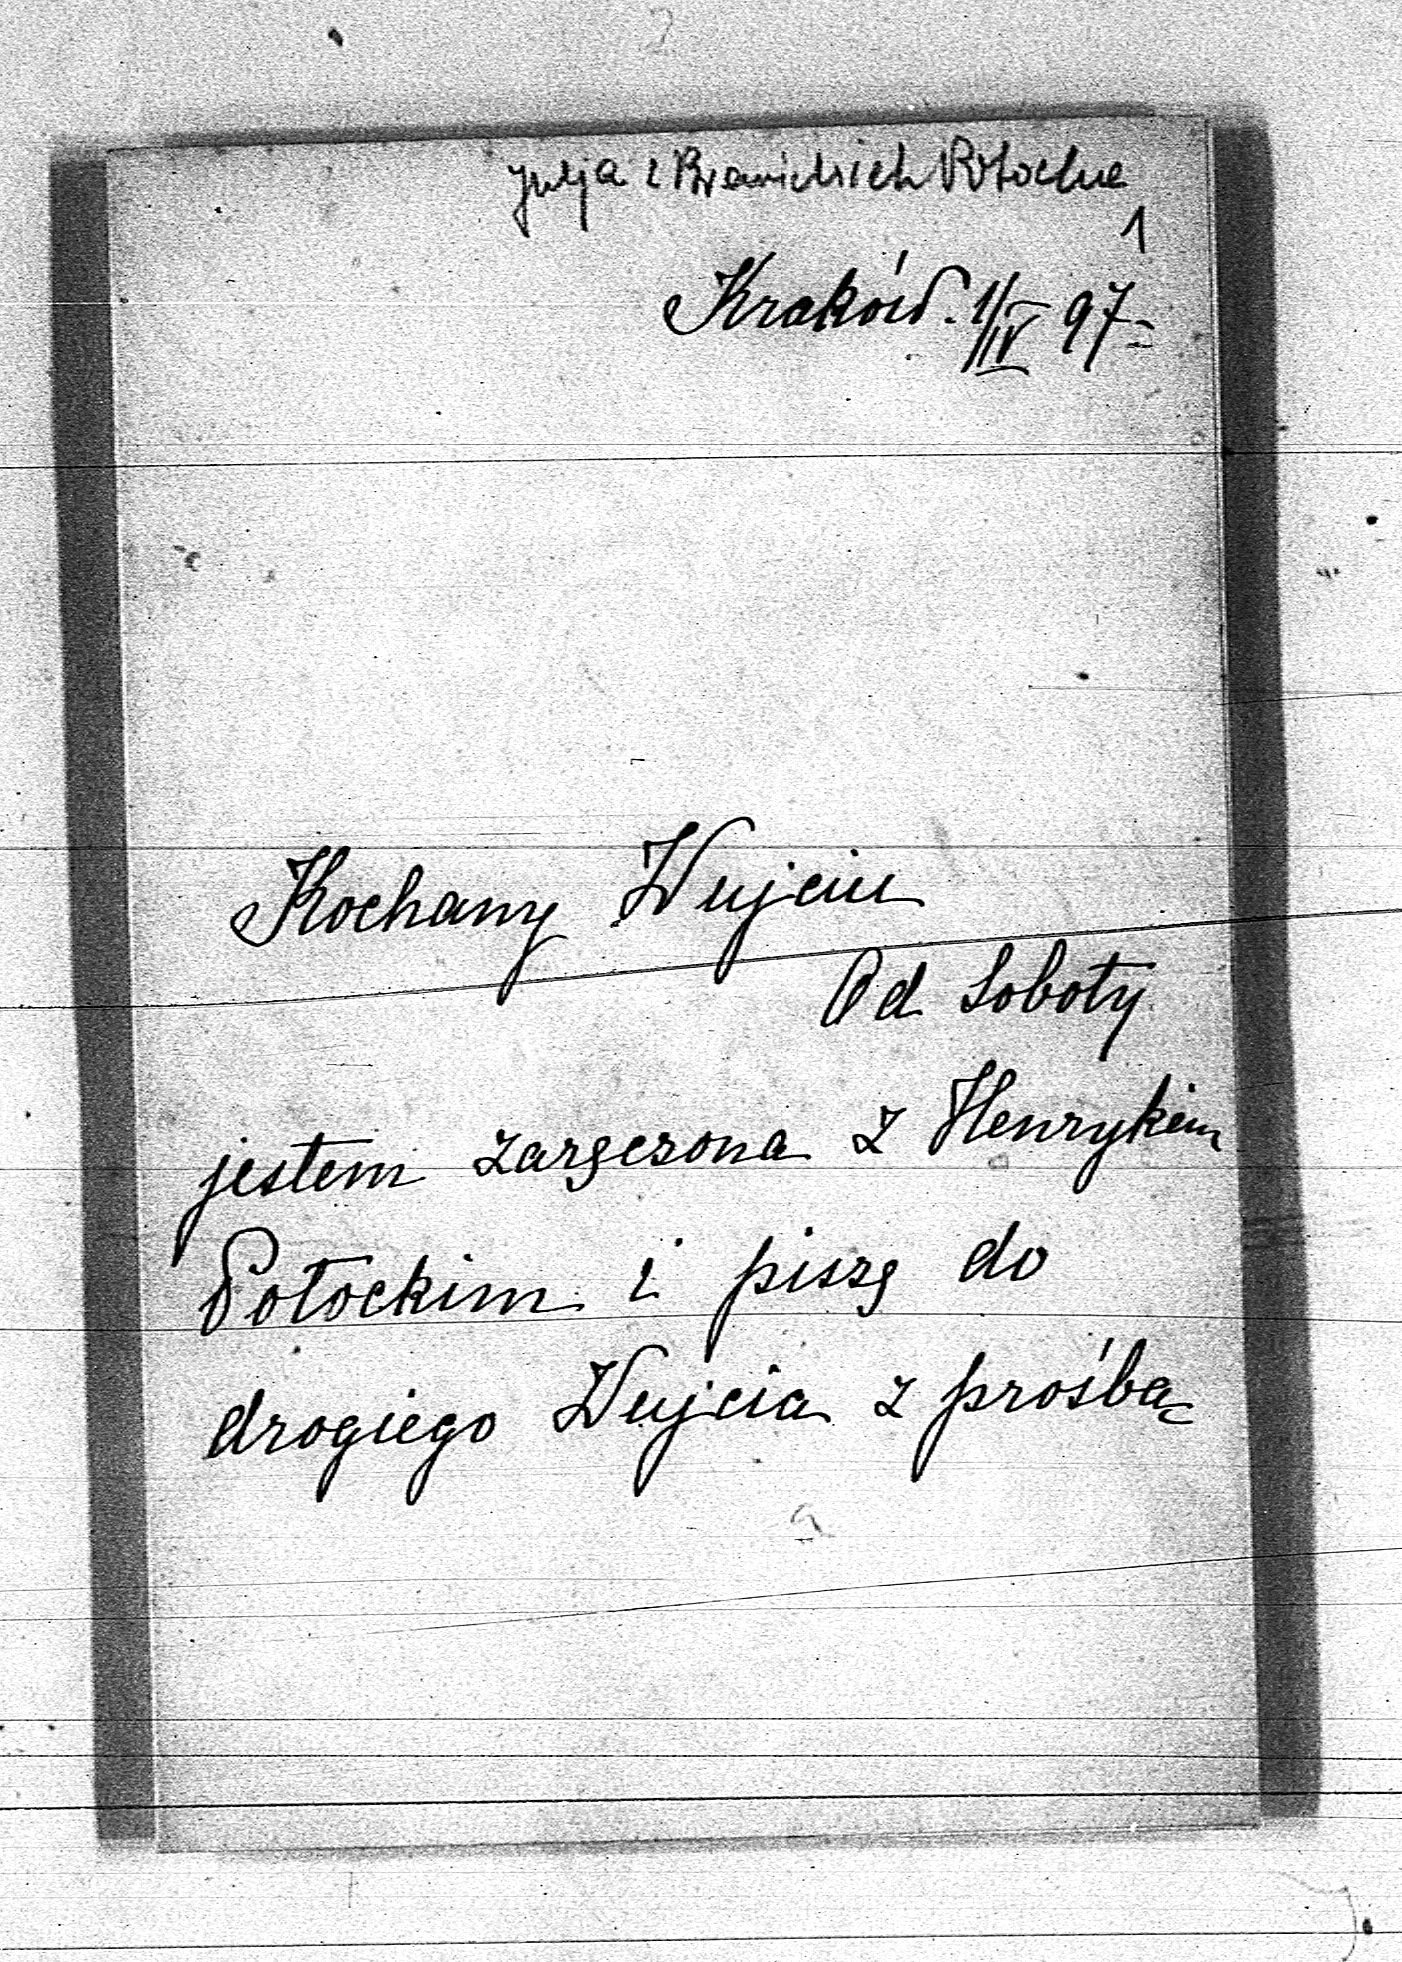 Julja z Branickich Potocka
1
Kraków. 1/IV 97
Kochany Wujciu
Od Soboty
jestem zaręczona z Henrykiem
Potockim i piszę do
drogiego Wujcia z prośbą